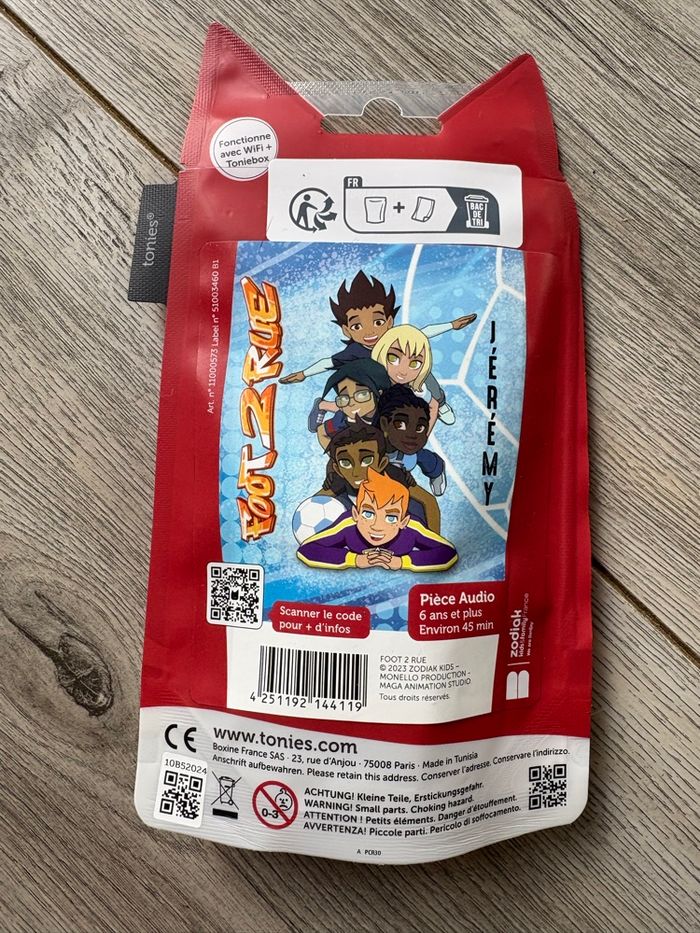 Fonctionne
avec WiFi +
Toniebox
tonies®
FR
+
BAC
DE
TRI
Art. n° 11000573 Label n° 51003460 B1
FOOT 2 RUE
JÉRÉMY
Scanner le code
pour + d'infos
Pièce Audio
6 ans et plus
Environ 45 min
zodiak
kids&familyfrance
4 251192 144119
FOOT 2 RUE
© 2023 ZODIAK KIDS –
MONELLO PRODUCTION -
MAGA ANIMATION STUDIO
Tous droits réservés.
CE
www.tonies.com
Boxine France SAS · 23, rue d'Anjou · 75008 Paris · Made in Tunisia
Anschrift aufbewahren. Please retain this address. Conserver l'adresse. Conservare l'indirizzo.
10B52024
0-3
ACHTUNG! Kleine Teile, Erstickungsgefahr.
WARNING! Small parts. Choking hazard.
ATTENTION ! Petits éléments. Danger d'étouffement.
AVVERTENZA! Piccole parti. Pericolo di soffocamento.
A PCR30